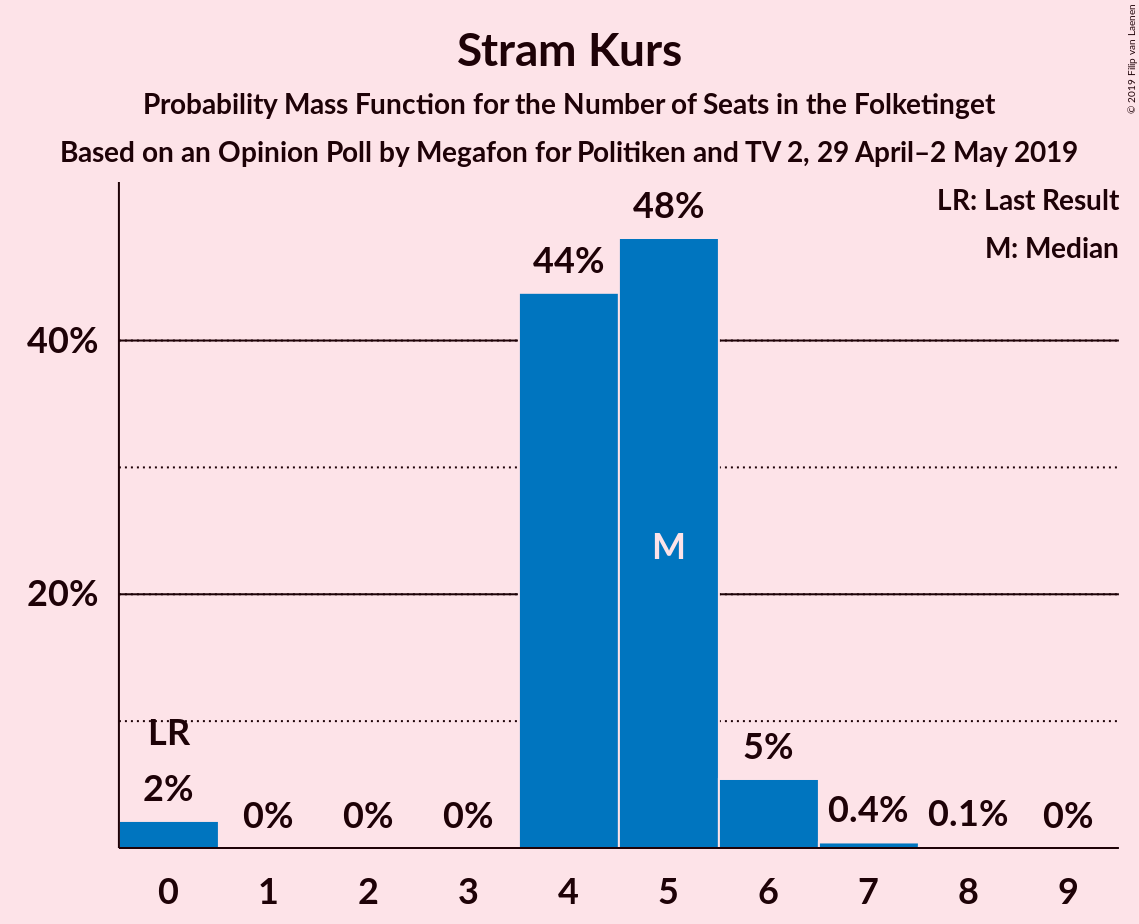 Stram Kurs
Probability Mass Function for the Number of Seats in the Folketinget
Based on an Opinion Poll by Megafon for Politiken and TV 2, 29 April–2 May 2019
© 2019 Filip van Laenen
LR: Last Result
M: Median
48%
44%
40%
M
20%
LR
2%
0%
0%
0%
5%
0.4%
0.1%
0%
0 1 2 3 4 5 6 7 8 9